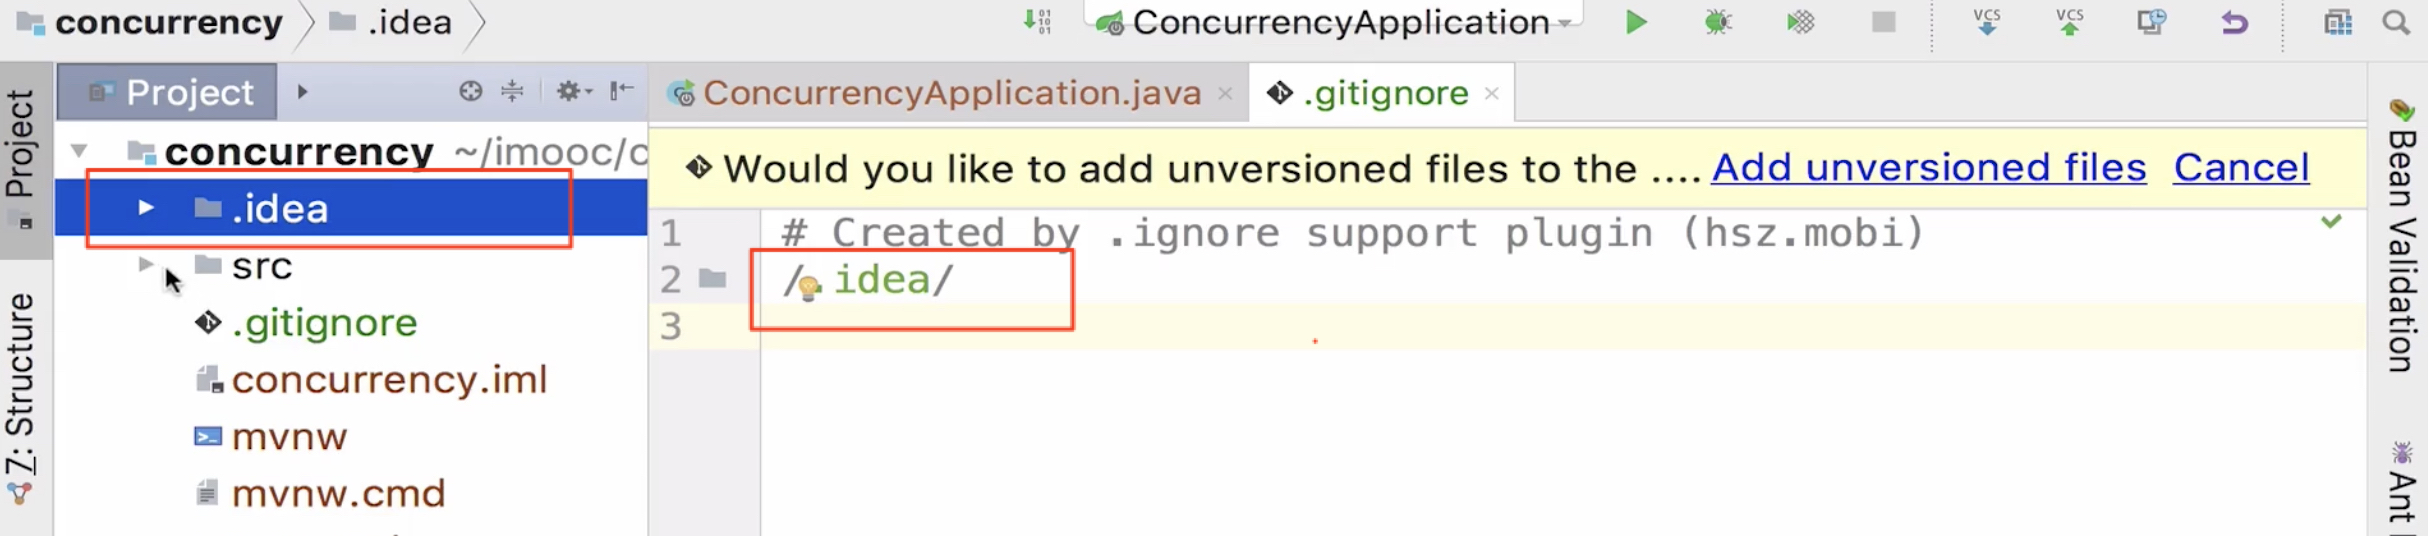 concurrency .idea
ConcurrencyApplication
VCS VCS
Project
ConcurrencyApplication.java
.gitignore
Project
7: Structure
concurrency ~/imooc/c
.idea
src
.gitignore
concurrency.iml
mvnw
mvnw.cmd
Would you like to add unversioned files to the .... Add unversioned files Cancel
1 # Created by .ignore support plugin (hsz.mobi)
2 /.idea/
3
Bean Validation
Ant